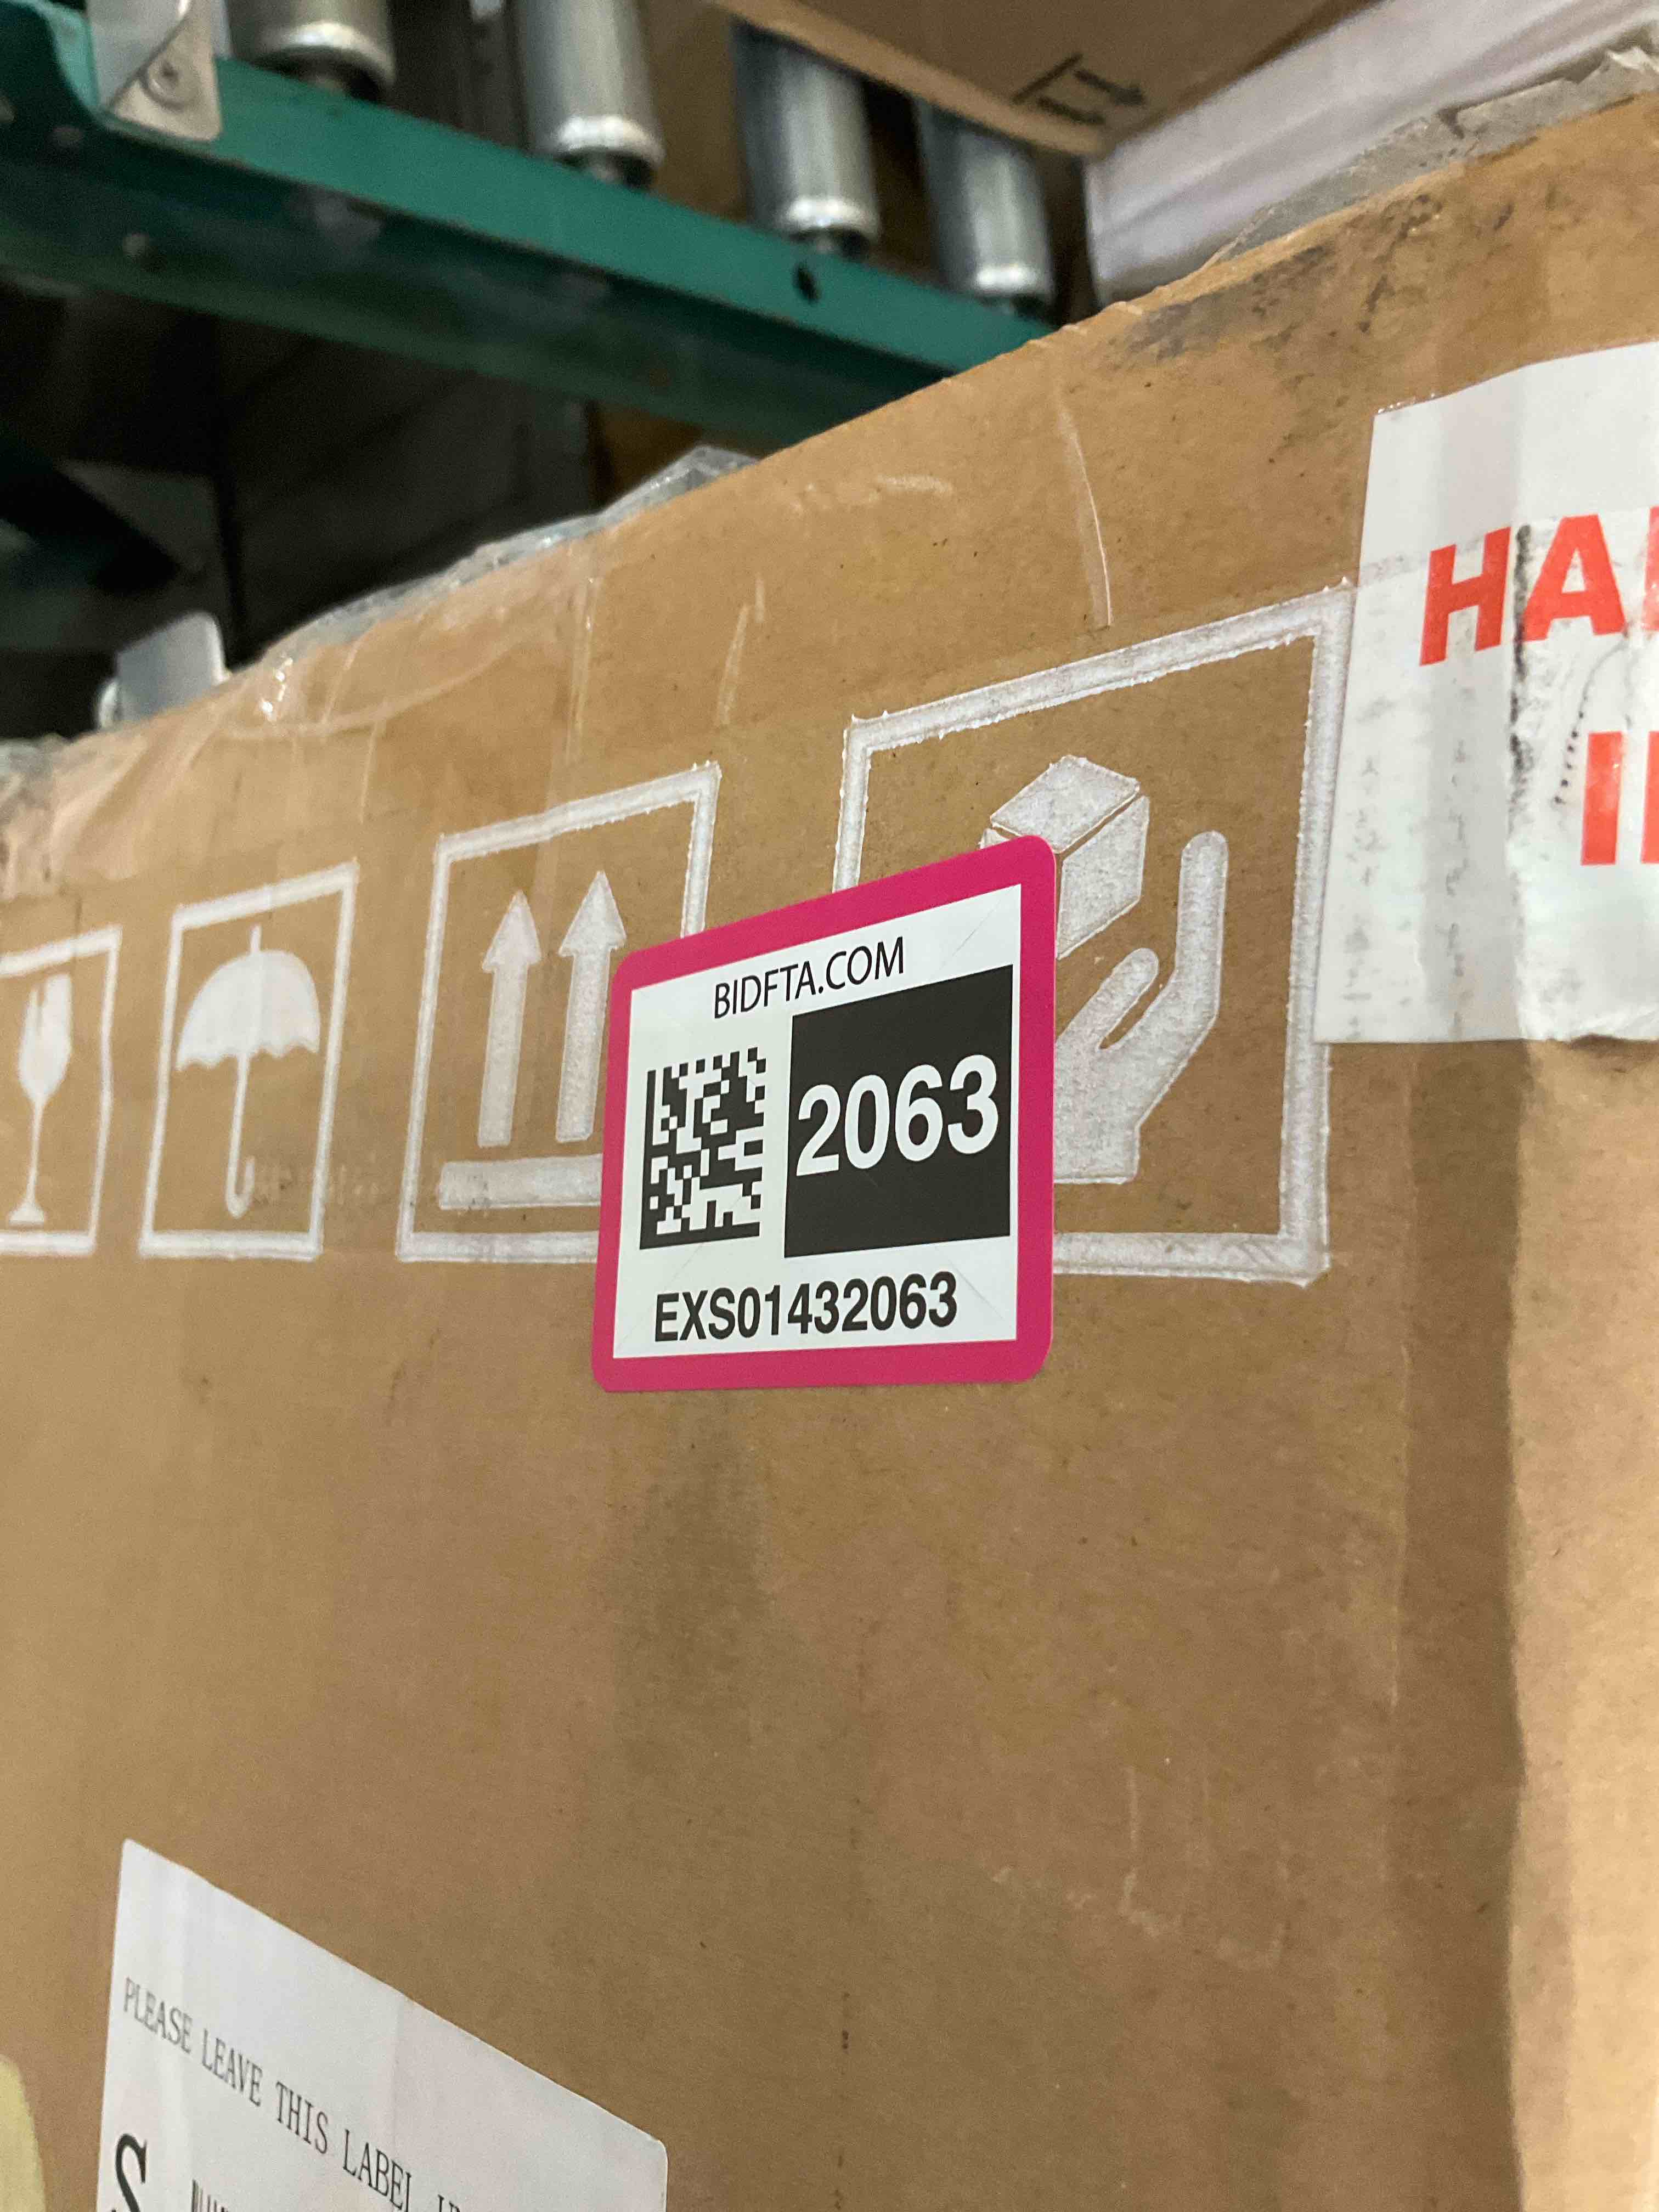 BIDFTA.COM
2063
EXS01432063
PLEASE LEAVE THIS LABEL
S